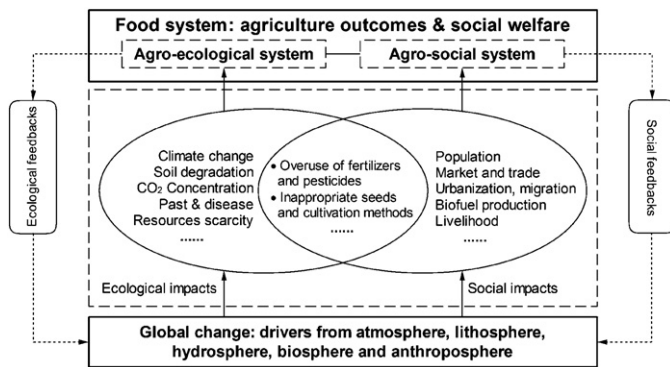 Food system: agriculture outcomes & social welfare
Agro-ecological system
Agro-social system
Ecological feedbacks
Climate change
Soil degradation
CO₂ Concentration
Past & disease
Resources scarcity
......
• Overuse of fertilizers
and pesticides
• Inappropriate seeds
and cultivation methods
......
Population
Market and trade
Urbanization, migration
Biofuel production
Livelihood
......
Social feedbacks
Ecological impacts
Social impacts
Global change: drivers from atmosphere, lithosphere,
hydrosphere, biosphere and anthroposphere